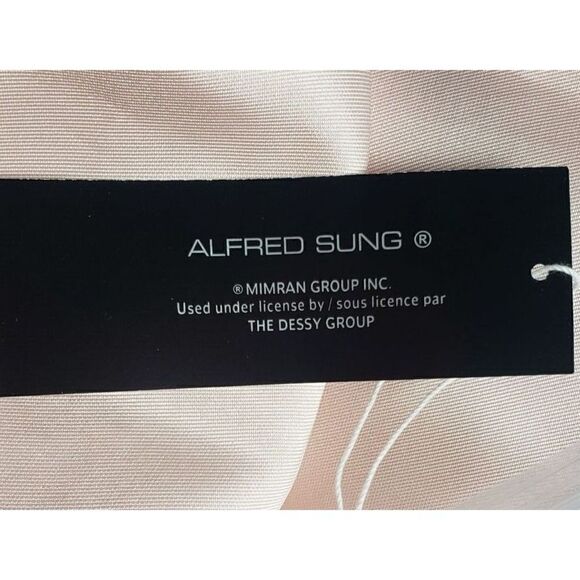 ALFRED SUNG ®
® MIMRAN GROUP INC.
Used under license by / sous licence par
THE DESSY GROUP